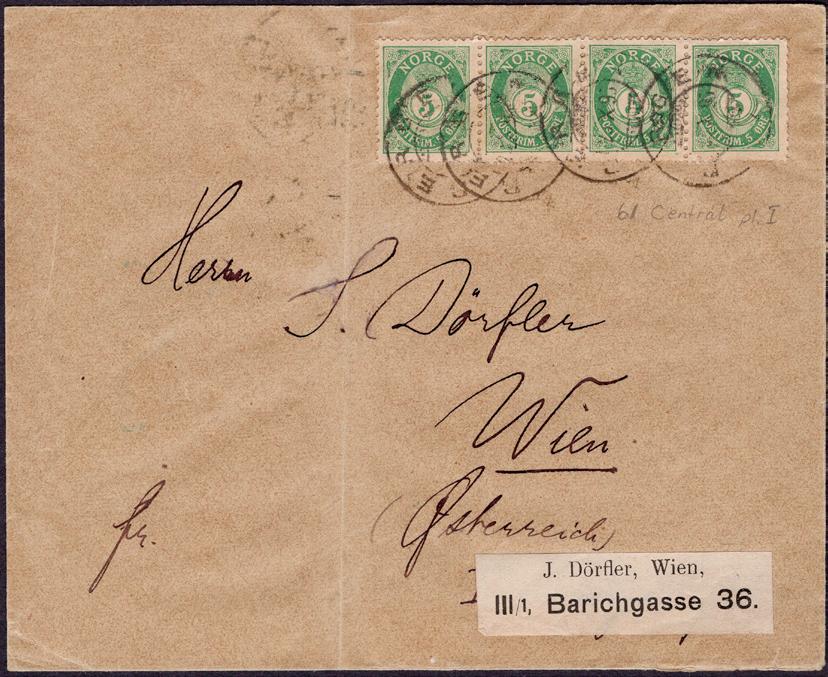 NORGE NORGE NORGE NORGE
5 5 5 5
POSTFRIM. 5 ØRE
bl Central pl. I
Herrn
J. Dörfler
Wien
(Österreich)
fr.
J. Dörfler, Wien,
III/1, Barichgasse 36.